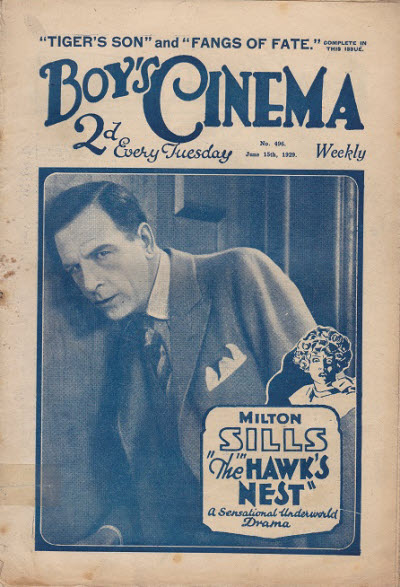 "TIGER'S SON" and "FANGS OF FATE." COMPLETE IN
THIS ISSUE.
BOY'S CINEMA
2d Every Tuesday
No. 496.
June 15th, 1929.
Weekly
MILTON
SILLS
"IN"
"The HAWK'S
NEST"
A Sensational Underworld
Drama